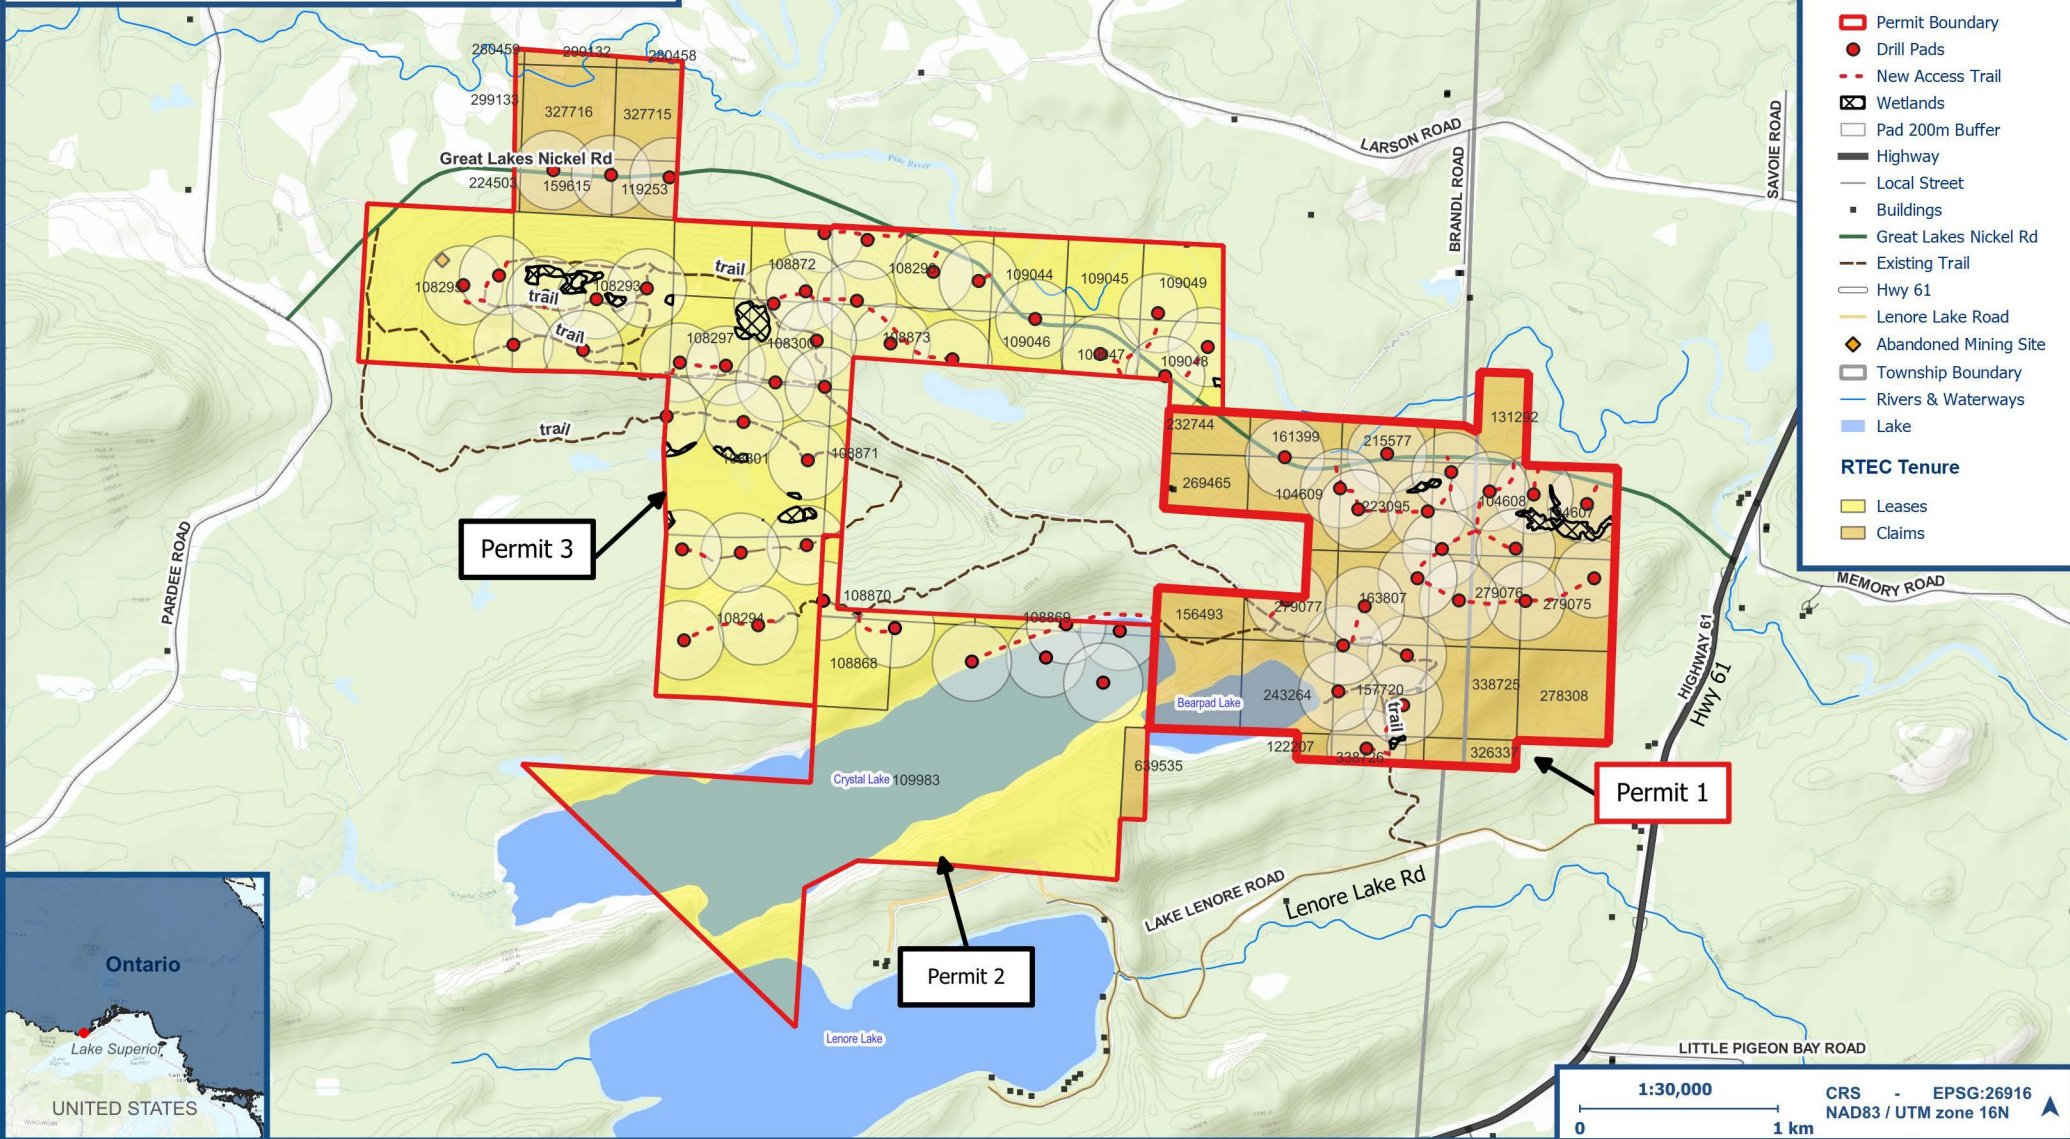 Permit Boundary
Drill Pads
New Access Trail
Wetlands
Pad 200m Buffer
Highway
Local Street
Buildings
Great Lakes Nickel Rd
Existing Trail
Hwy 61
Lenore Lake Road
Abandoned Mining Site
Township Boundary
Rivers & Waterways
Lake
RTEC Tenure
Leases
Claims
280459
299132
280458
299133
327716
327715
Great Lakes Nickel Rd
224503
159615
119253
LARSON ROAD
BRANDL ROAD
SAVOIE ROAD
Pine River
108293
trail
trail
trail
108872
109044
109045
109049
108297
108300
108873
109046
109047
109048
trail
108871
Permit 3
PARDEE ROAD
232744
161399
215577
131292
269465
104609
223095
104608
156493
279077
163807
279076
279075
108870
108869
108294
108868
Bearpad Lake
243264
157720
trail
338725
278308
122207
338726
326337
639535
Crystal Lake
109983
Permit 1
Permit 2
MEMORY ROAD
HIGHWAY 61
Hwy 61
LAKE LENORE ROAD
Lenore Lake Rd
Lenore Lake
LITTLE PIGEON BAY ROAD
Ontario
Lake Superior
UNITED STATES
1:30,000
0 1 km
CRS - EPSG:26916
NAD83 / UTM zone 16N